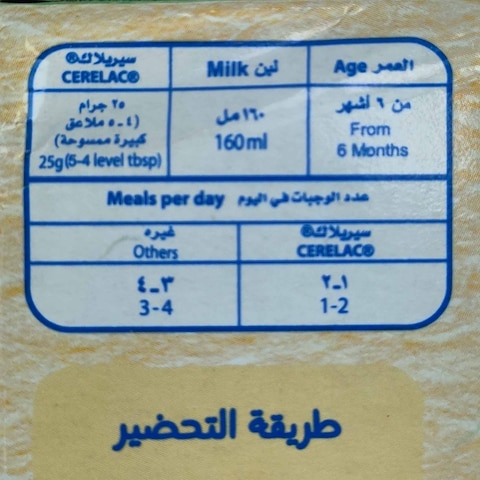 العمر Age
لبن Milk
سيريلاك®
CERELAC®
من ٦ أشهر
From
6 Months
١٦٠ مل
160ml
٢٥ جرام
(٤-٥ ملاعق
كبيرة ممسوحة)
25g(5-4 level tbsp)
عدد الوجبات في اليوم Meals per day
سيريلاك®
CERELAC®
غيره
Others
١-٢
1-2
٣-٤
3-4
طريقة التحضير